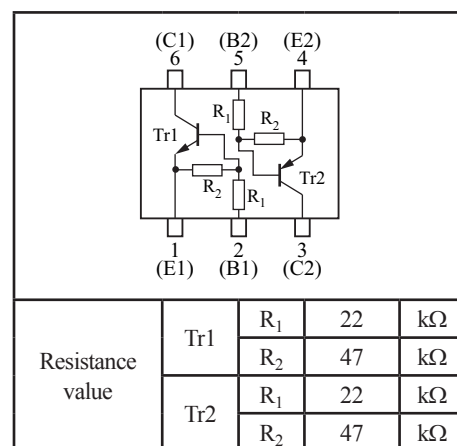 (C1) (B2) (E2)
6 5 4
R1
R2
Tr1
Tr2
R2
R1
1 2 3
(E1) (B1) (C2)
Resistance value
Tr1
R1 22 kΩ
R2 47 kΩ
Tr2
R1 22 kΩ
R2 47 kΩ